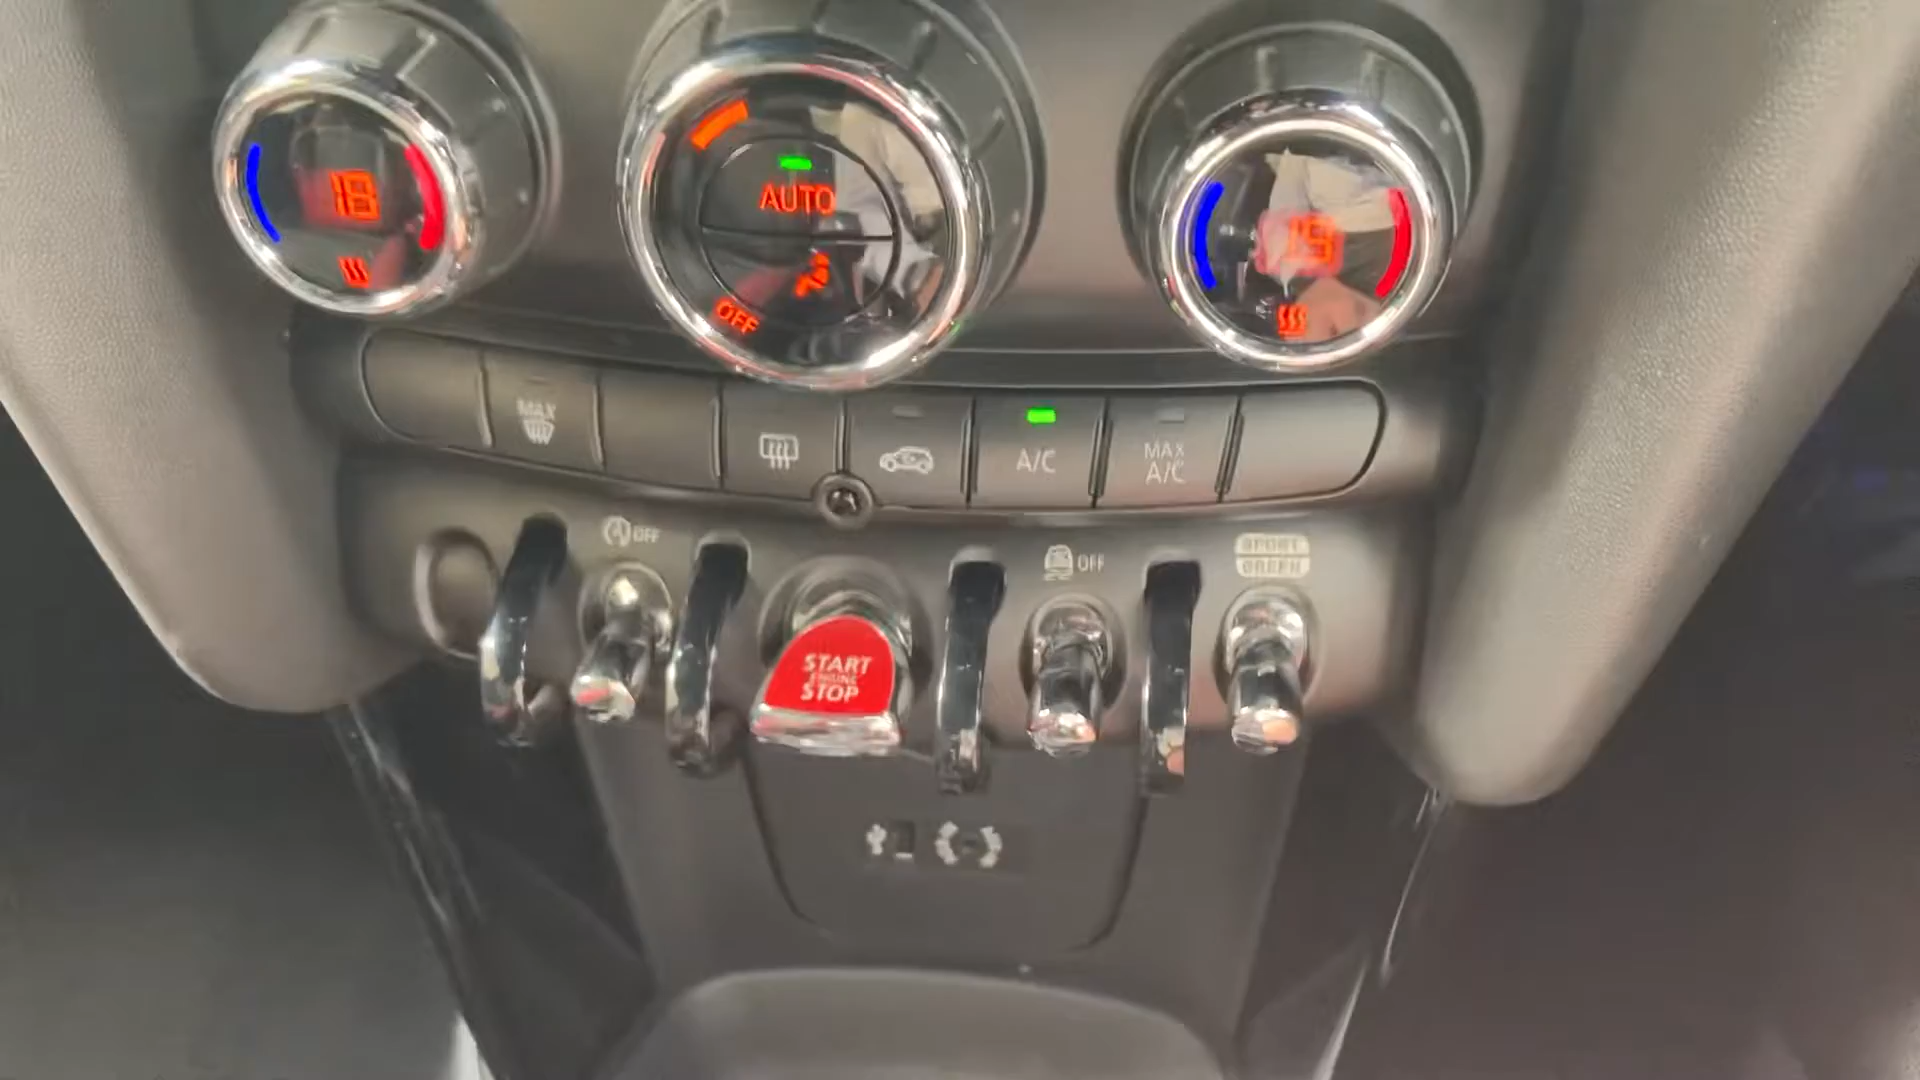 18
AUTO
19
OFF
MAX
A/C
MAX
A/C
OFF
OFF
SPORT
GREEN
START
ENGINE
STOP